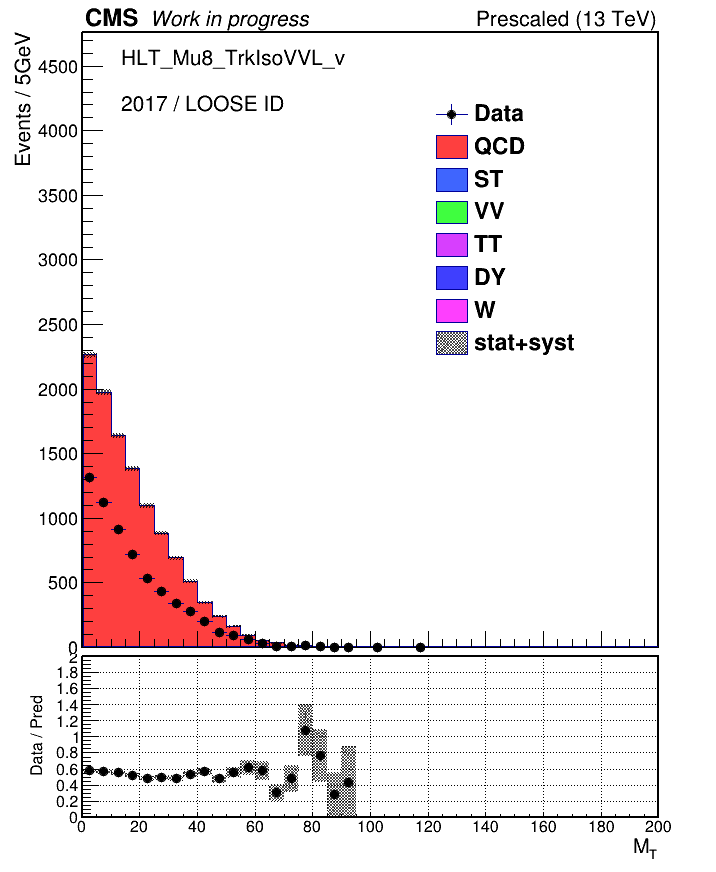 CMS Work in progress Prescaled (13 TeV)
HLT_Mu8_TrkIsoVVL_v
2017 / LOOSE ID
Events / 5GeV
4500
4000
3500
3000
2500
2000
1500
1000
500
0
Data
QCD
ST
VV
TT
DY
W
stat+syst
Data / Pred
2
1.8
1.6
1.4
1.2
1
0.8
0.6
0.4
0.2
0
0 20 40 60 80 100 120 140 160 180 200
M_T